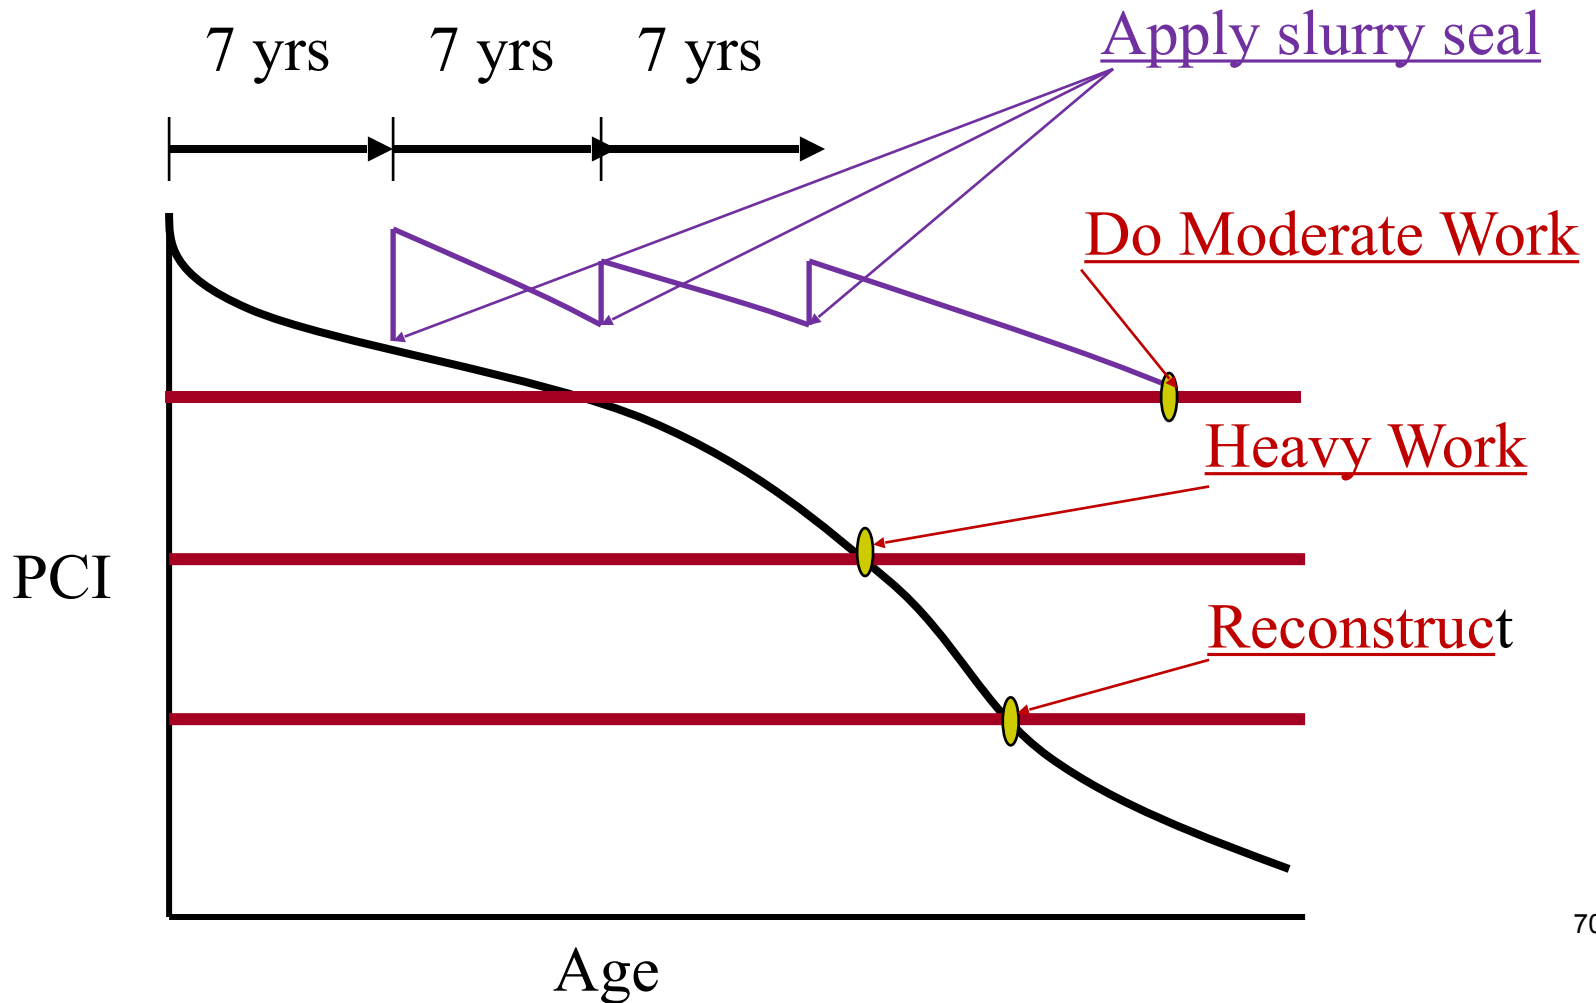 7 yrs
7 yrs
7 yrs
Apply slurry seal
Do Moderate Work
Heavy Work
PCI
Reconstruct
Age